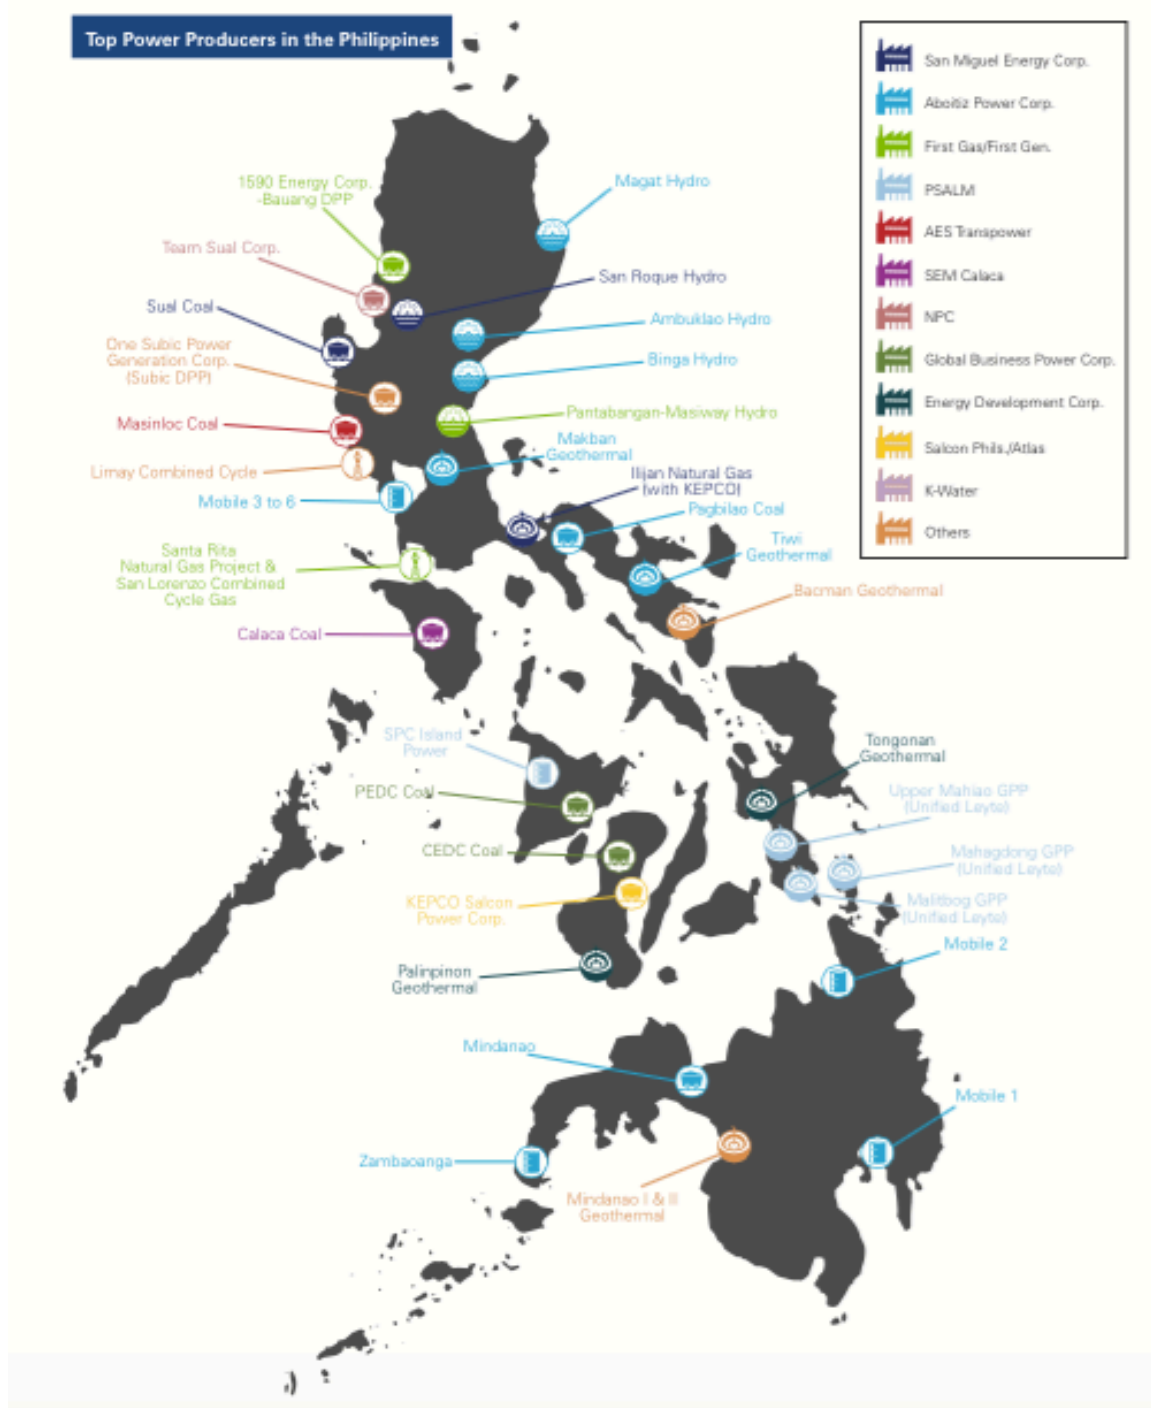 Top Power Producers in the Philippines
San Miguel Energy Corp.
Aboitiz Power Corp.
First Gas/First Gen.
PSALM
AES Transpower
SEM Calaca
NPC
Global Business Power Corp.
Energy Development Corp.
Salcon Phils./Atlas
K-Water
Others
1590 Energy Corp.
-Bauang DPP
Magat Hydro
Team Sual Corp.
San Roque Hydro
Sual Coal
Ambuklao Hydro
One Subic Power
Generation Corp.
(Subic DPP)
Binga Hydro
Masinloc Coal
Pantabangan-Masiway Hydro
Makban
Geothermal
Limay Combined Cycle
Ilijan Natural Gas
(with KEPCO)
Mobile 3 to 6
Pagbilao Coal
Tiwi
Geothermal
Santa Rita
Natural Gas Project &
San Lorenzo Combined
Cycle Gas
Bacman Geothermal
Calaca Coal
SPC Island
Power
Tongonan
Geothermal
PEDC Coal
Upper Mahiao GPP
(Unified Leyte)
CEDC Coal
Mahagdong GPP
(Unified Leyte)
KEPCO Salcon
Power Corp.
Malitbog GPP
(Unified Leyte)
Mobile 2
Palinpinon
Geothermal
Mindanao
Mobile 1
Zambaoanga
Mindanao I & II
Geothermal